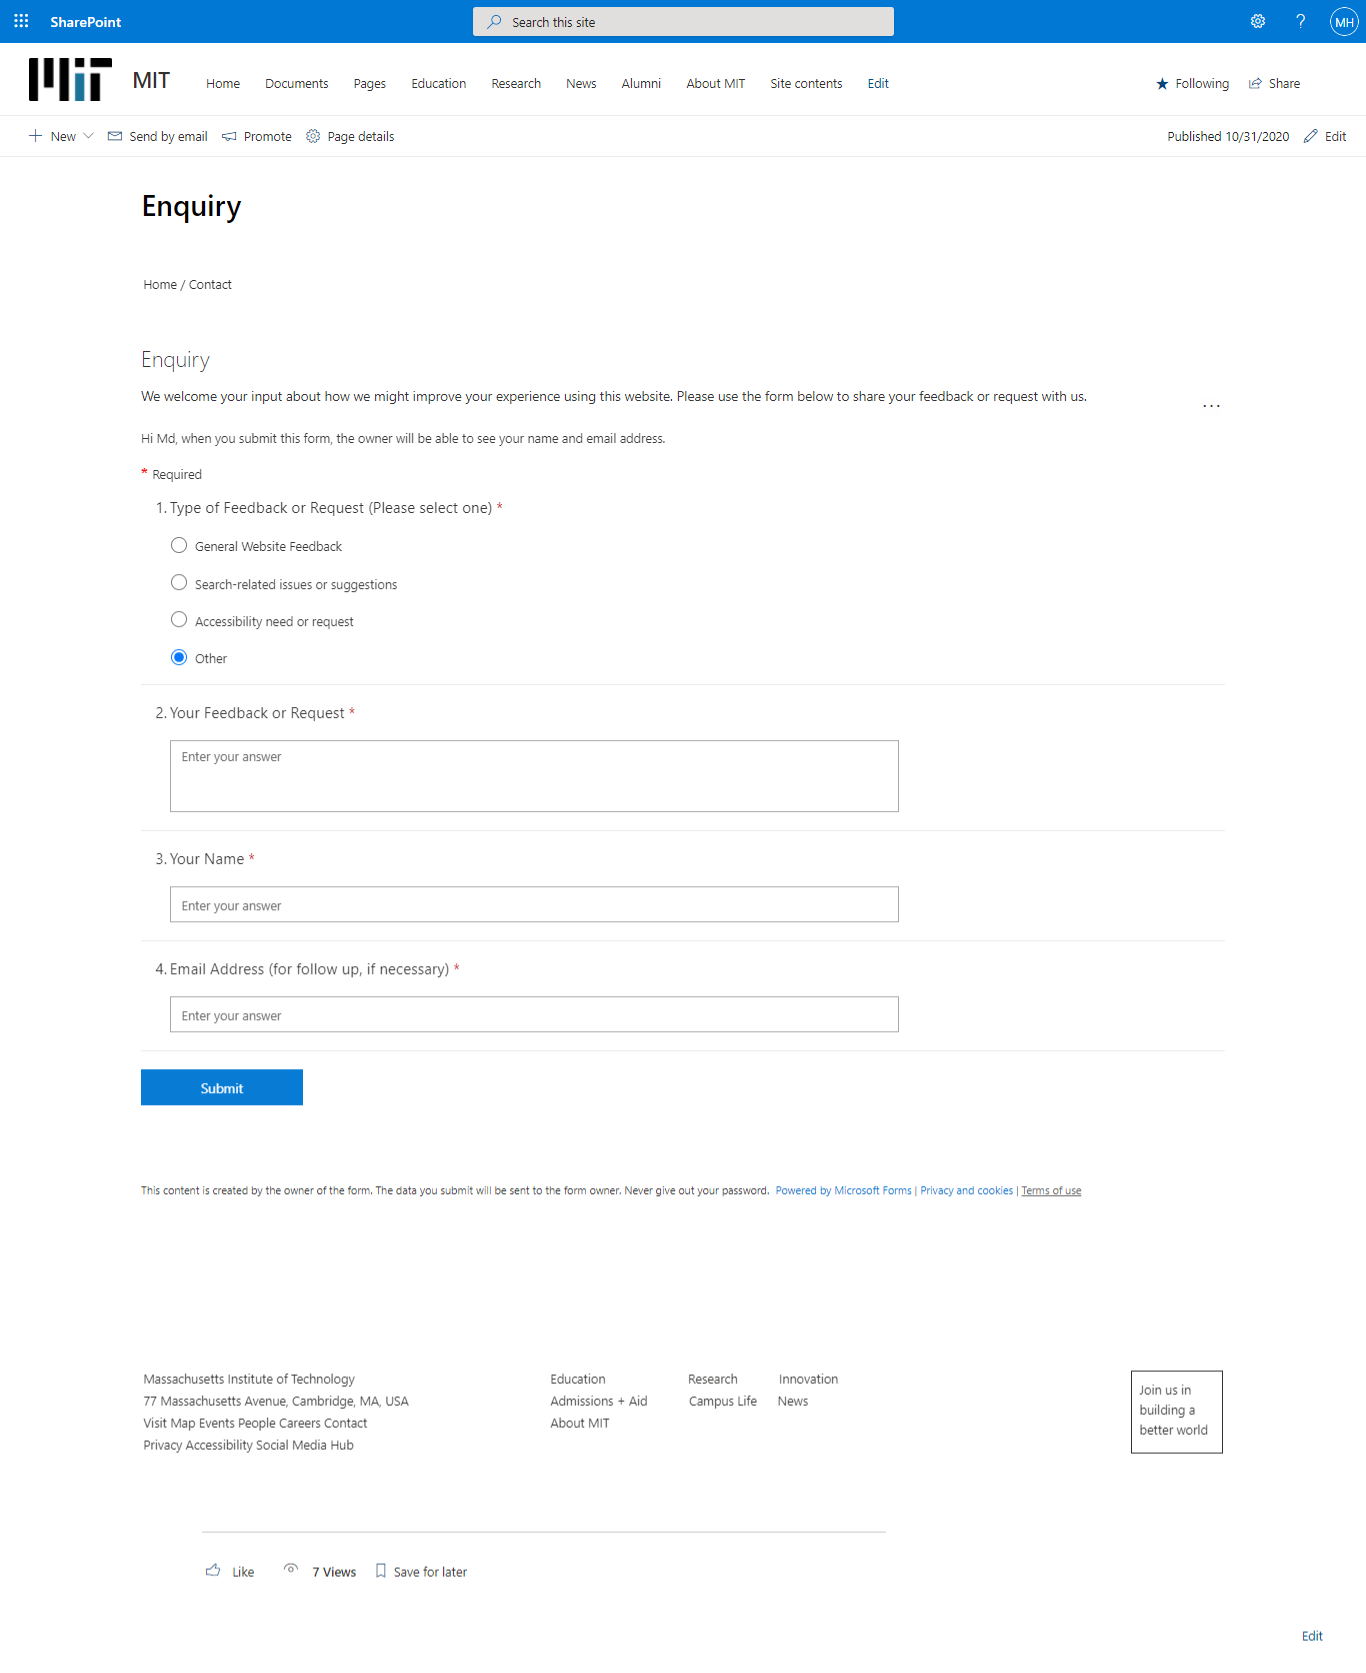 SharePoint
Search this site
?
MH
MIT
MIT
Home Documents Pages Education Research News Alumni About MIT Site contents Edit
Following Share
New Send by email Promote Page details
Published 10/31/2020 Edit
Enquiry
Home / Contact
Enquiry
We welcome your input about how we might improve your experience using this website. Please use the form below to share your feedback or request with us.
...
Hi Md, when you submit this form, the owner will be able to see your name and email address.
* Required
1. Type of Feedback or Request (Please select one) *
General Website Feedback
Search-related issues or suggestions
Accessibility need or request
Other
2. Your Feedback or Request *
Enter your answer
3. Your Name *
Enter your answer
4. Email Address (for follow up, if necessary) *
Enter your answer
Submit
This content is created by the owner of the form. The data you submit will be sent to the form owner. Never give out your password. Powered by Microsoft Forms | Privacy and cookies | Terms of use
Massachusetts Institute of Technology
77 Massachusetts Avenue, Cambridge, MA, USA
Visit Map Events People Careers Contact
Privacy Accessibility Social Media Hub
Education Research Innovation
Admissions + Aid Campus Life News
About MIT
Join us in
building a
better world
Like 7 Views Save for later
Edit